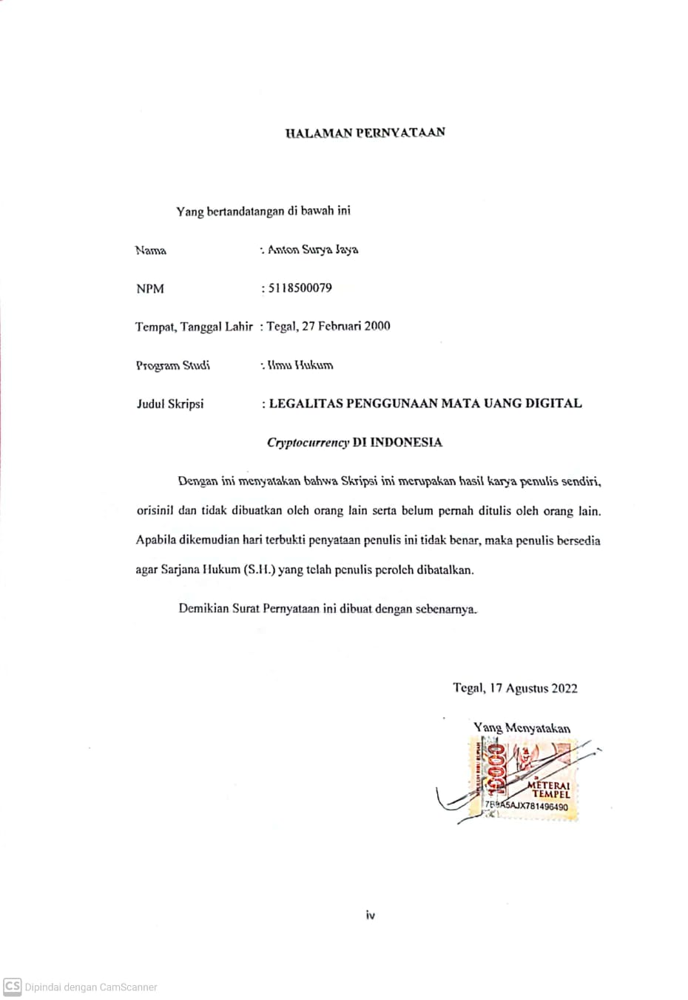 HALAMAN PERNYATAAN
Yang bertandatangan di bawah ini
Nama : Anton Surya Jaya
NPM : 5118500079
Tempat, Tanggal Lahir : Tegal, 27 Februari 2000
Program Studi : Ilmu Hukum
Judul Skripsi : LEGALITAS PENGGUNAAN MATA UANG DIGITAL
Cryptocurrency DI INDONESIA
Dengan ini menyatakan bahwa Skripsi ini merupakan hasil karya penulis sendiri,
orisinil dan tidak dibuatkan oleh orang lain serta belum pernah ditulis oleh orang lain.
Apabila dikemudian hari terbukti penyataan penulis ini tidak benar, maka penulis bersedia
agar Sarjana Hukum (S.H.) yang telah penulis peroleh dibatalkan.
Demikian Surat Pernyataan ini dibuat dengan sebenarnya.
Tegal, 17 Agustus 2022
Yang Menyatakan
10000
METERAI
TEMPEL
A5AJX781496490
iv
CS Dipindai dengan CamScanner